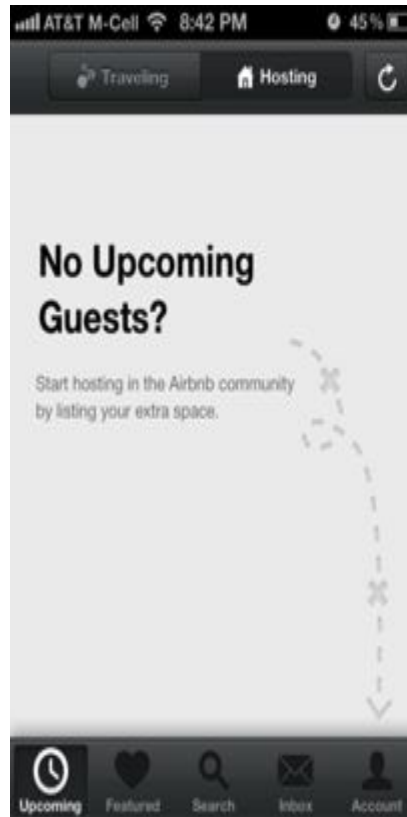 AT&T M-Cell 8:42 PM 45%
Traveling Hosting
No Upcoming
Guests?
Start hosting in the Airbnb community
by listing your extra space.
Upcoming Featured Search Inbox Account